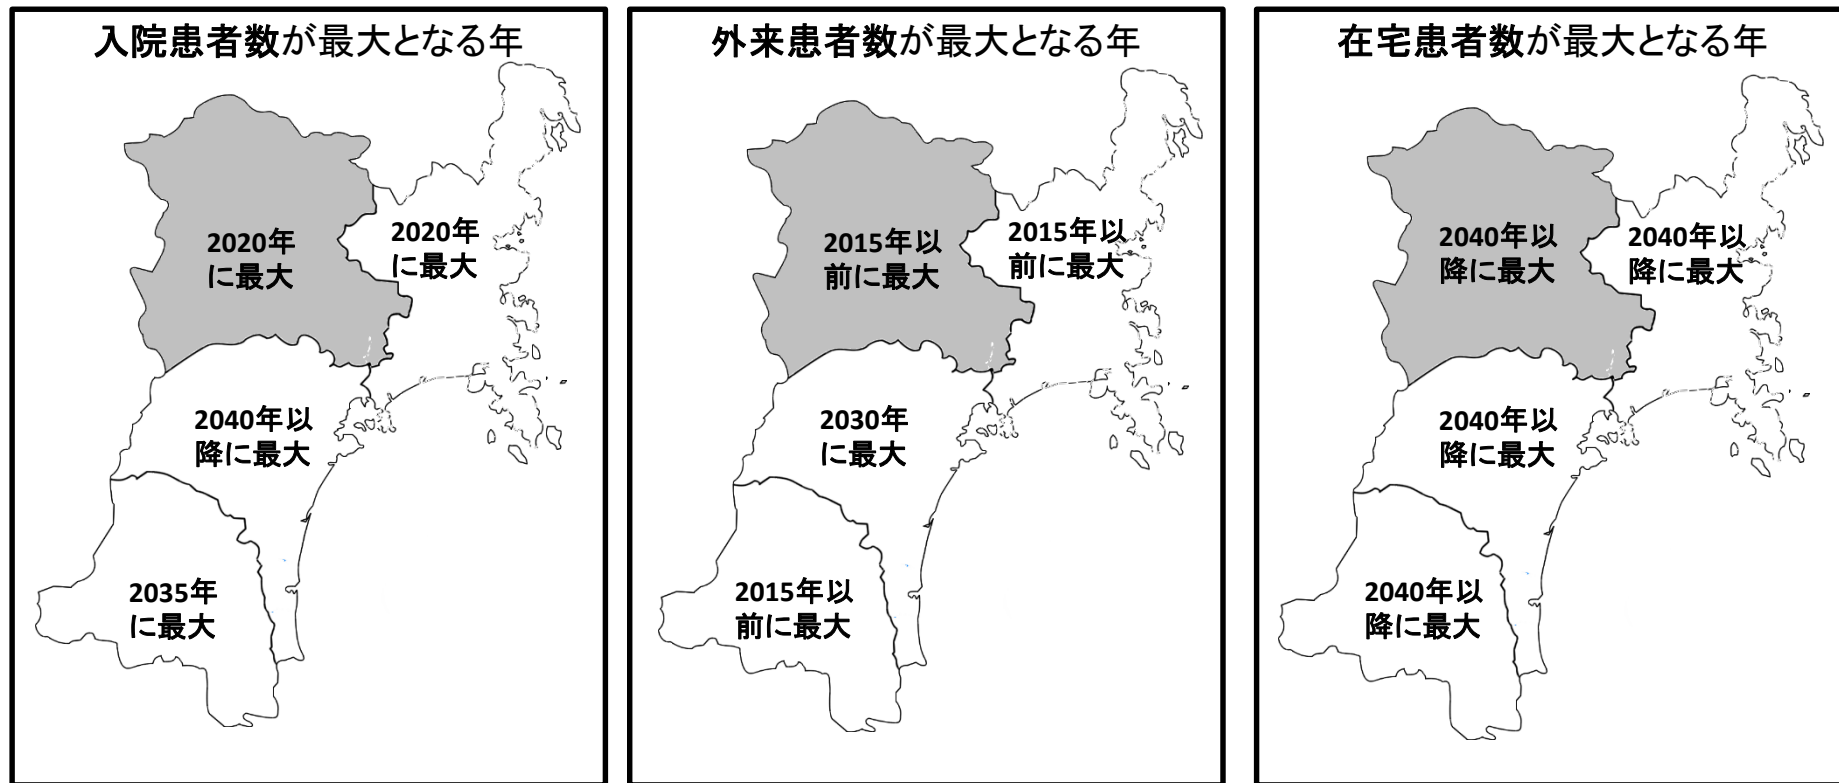 入院患者数が最大となる年
2020年
に最大
2020年
に最大
2040年以
降に最大
2035年
に最大
外来患者数が最大となる年
2015年以
前に最大
2015年以
前に最大
2030年
に最大
2015年以
前に最大
在宅患者数が最大となる年
2040年以
降に最大
2040年以
降に最大
2040年以
降に最大
2040年以
降に最大